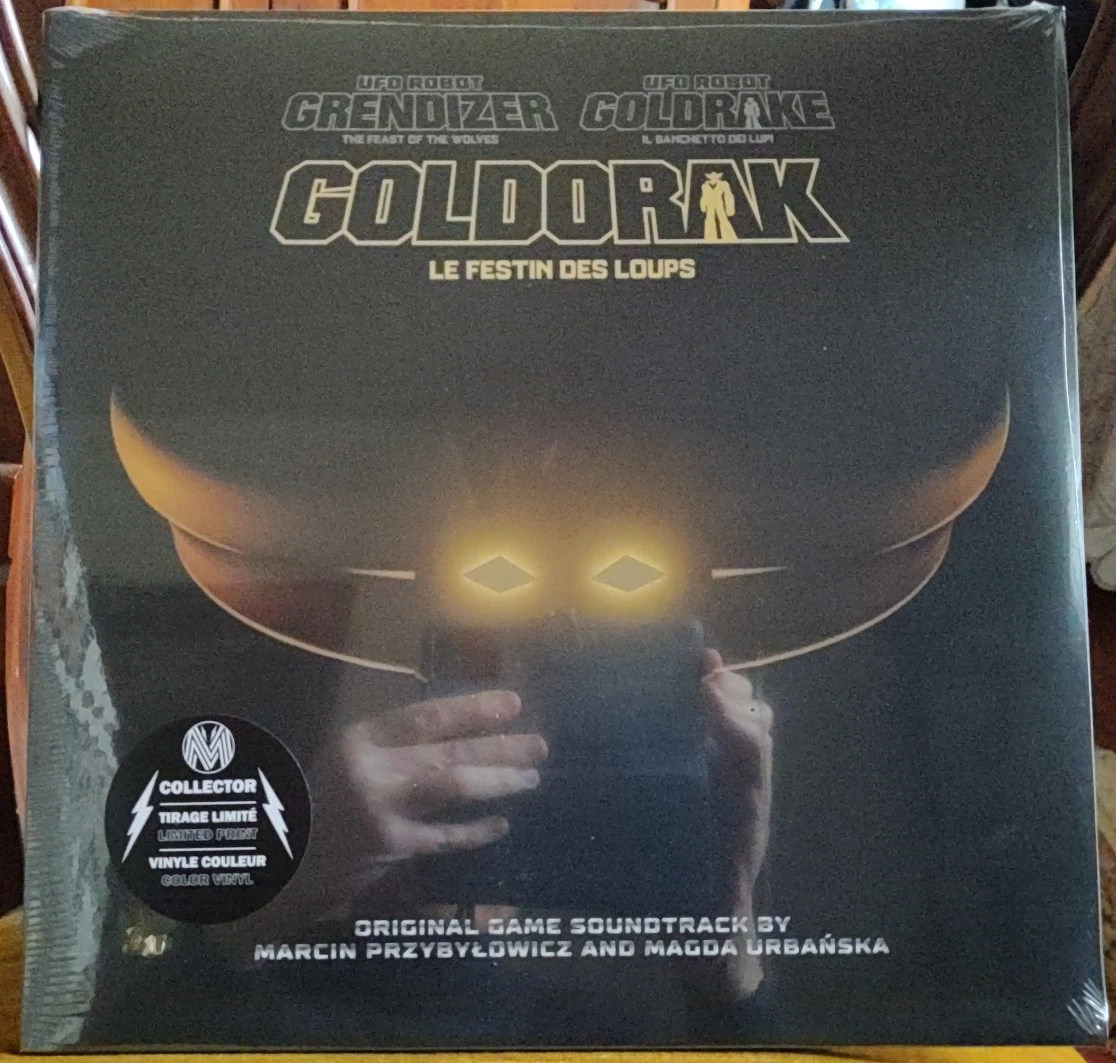 UFO ROBOT
GRENDIZER
THE FEAST OF THE WOLVES
UFO ROBOT
GOLDRAKE
IL BANCHETTO DEI LUPI
GOLDORAK
LE FESTIN DES LOUPS
M
COLLECTOR
TIRAGE LIMITÉ
LIMITED PRINT
VINYLE COULEUR
COLOR VINYL
ORIGINAL GAME SOUNDTRACK BY
MARCIN PRZYBYŁOWICZ AND MAGDA URBAŃSKA